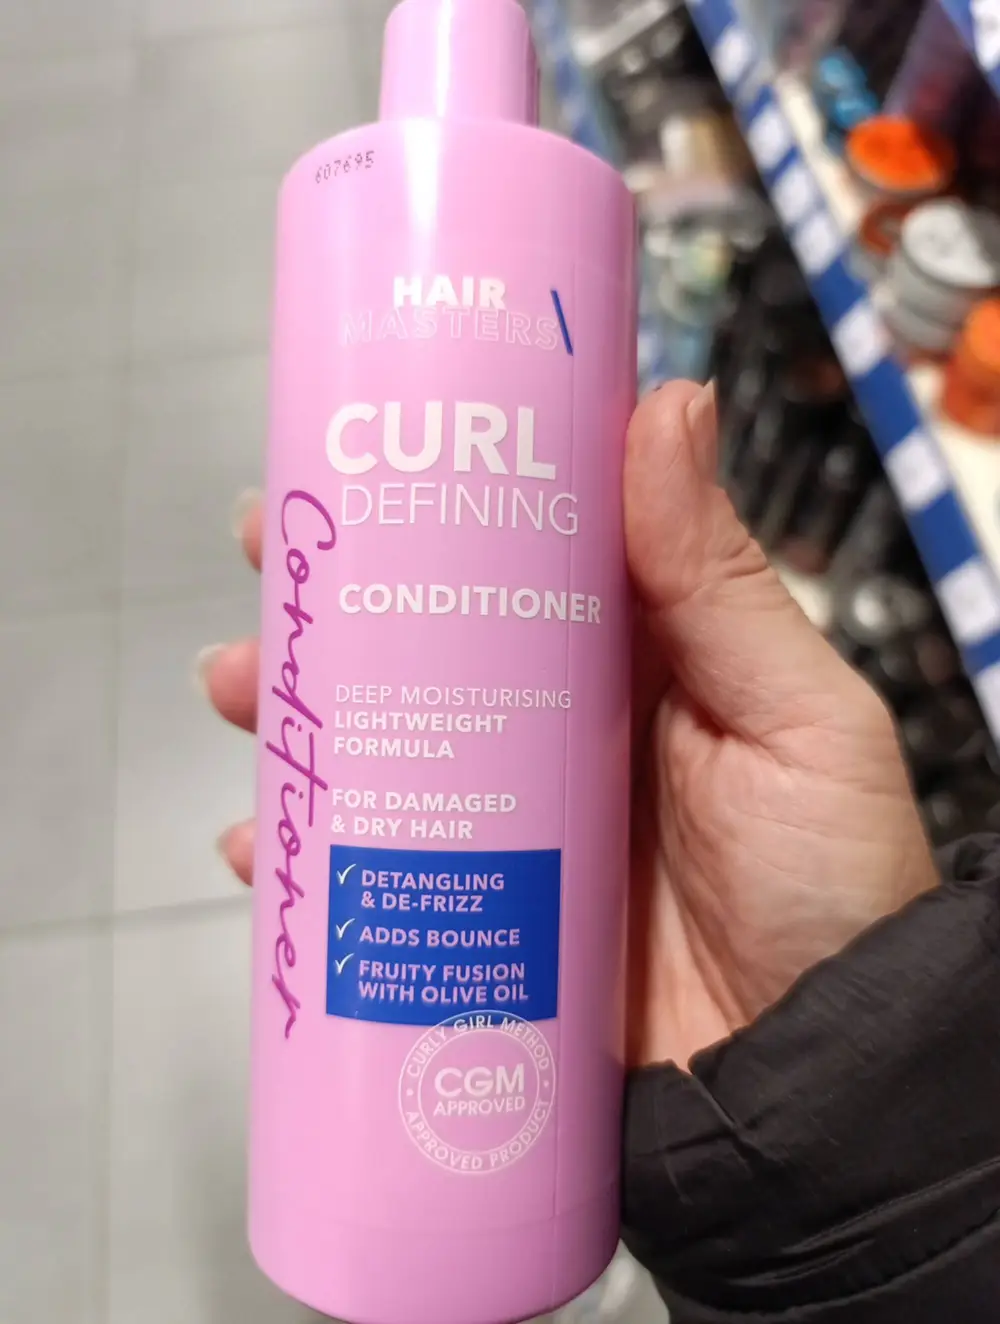 607695
HAIR
MASTERS\
CURL
DEFINING
CONDITIONER
Conditioner
DEEP MOISTURISING
LIGHTWEIGHT
FORMULA
FOR DAMAGED
& DRY HAIR
✓ DETANGLING
& DE-FRIZZ
✓ ADDS BOUNCE
✓ FRUITY FUSION
WITH OLIVE OIL
CURLY GIRL METHOD
CGM
APPROVED
APPROVED PRODUCT